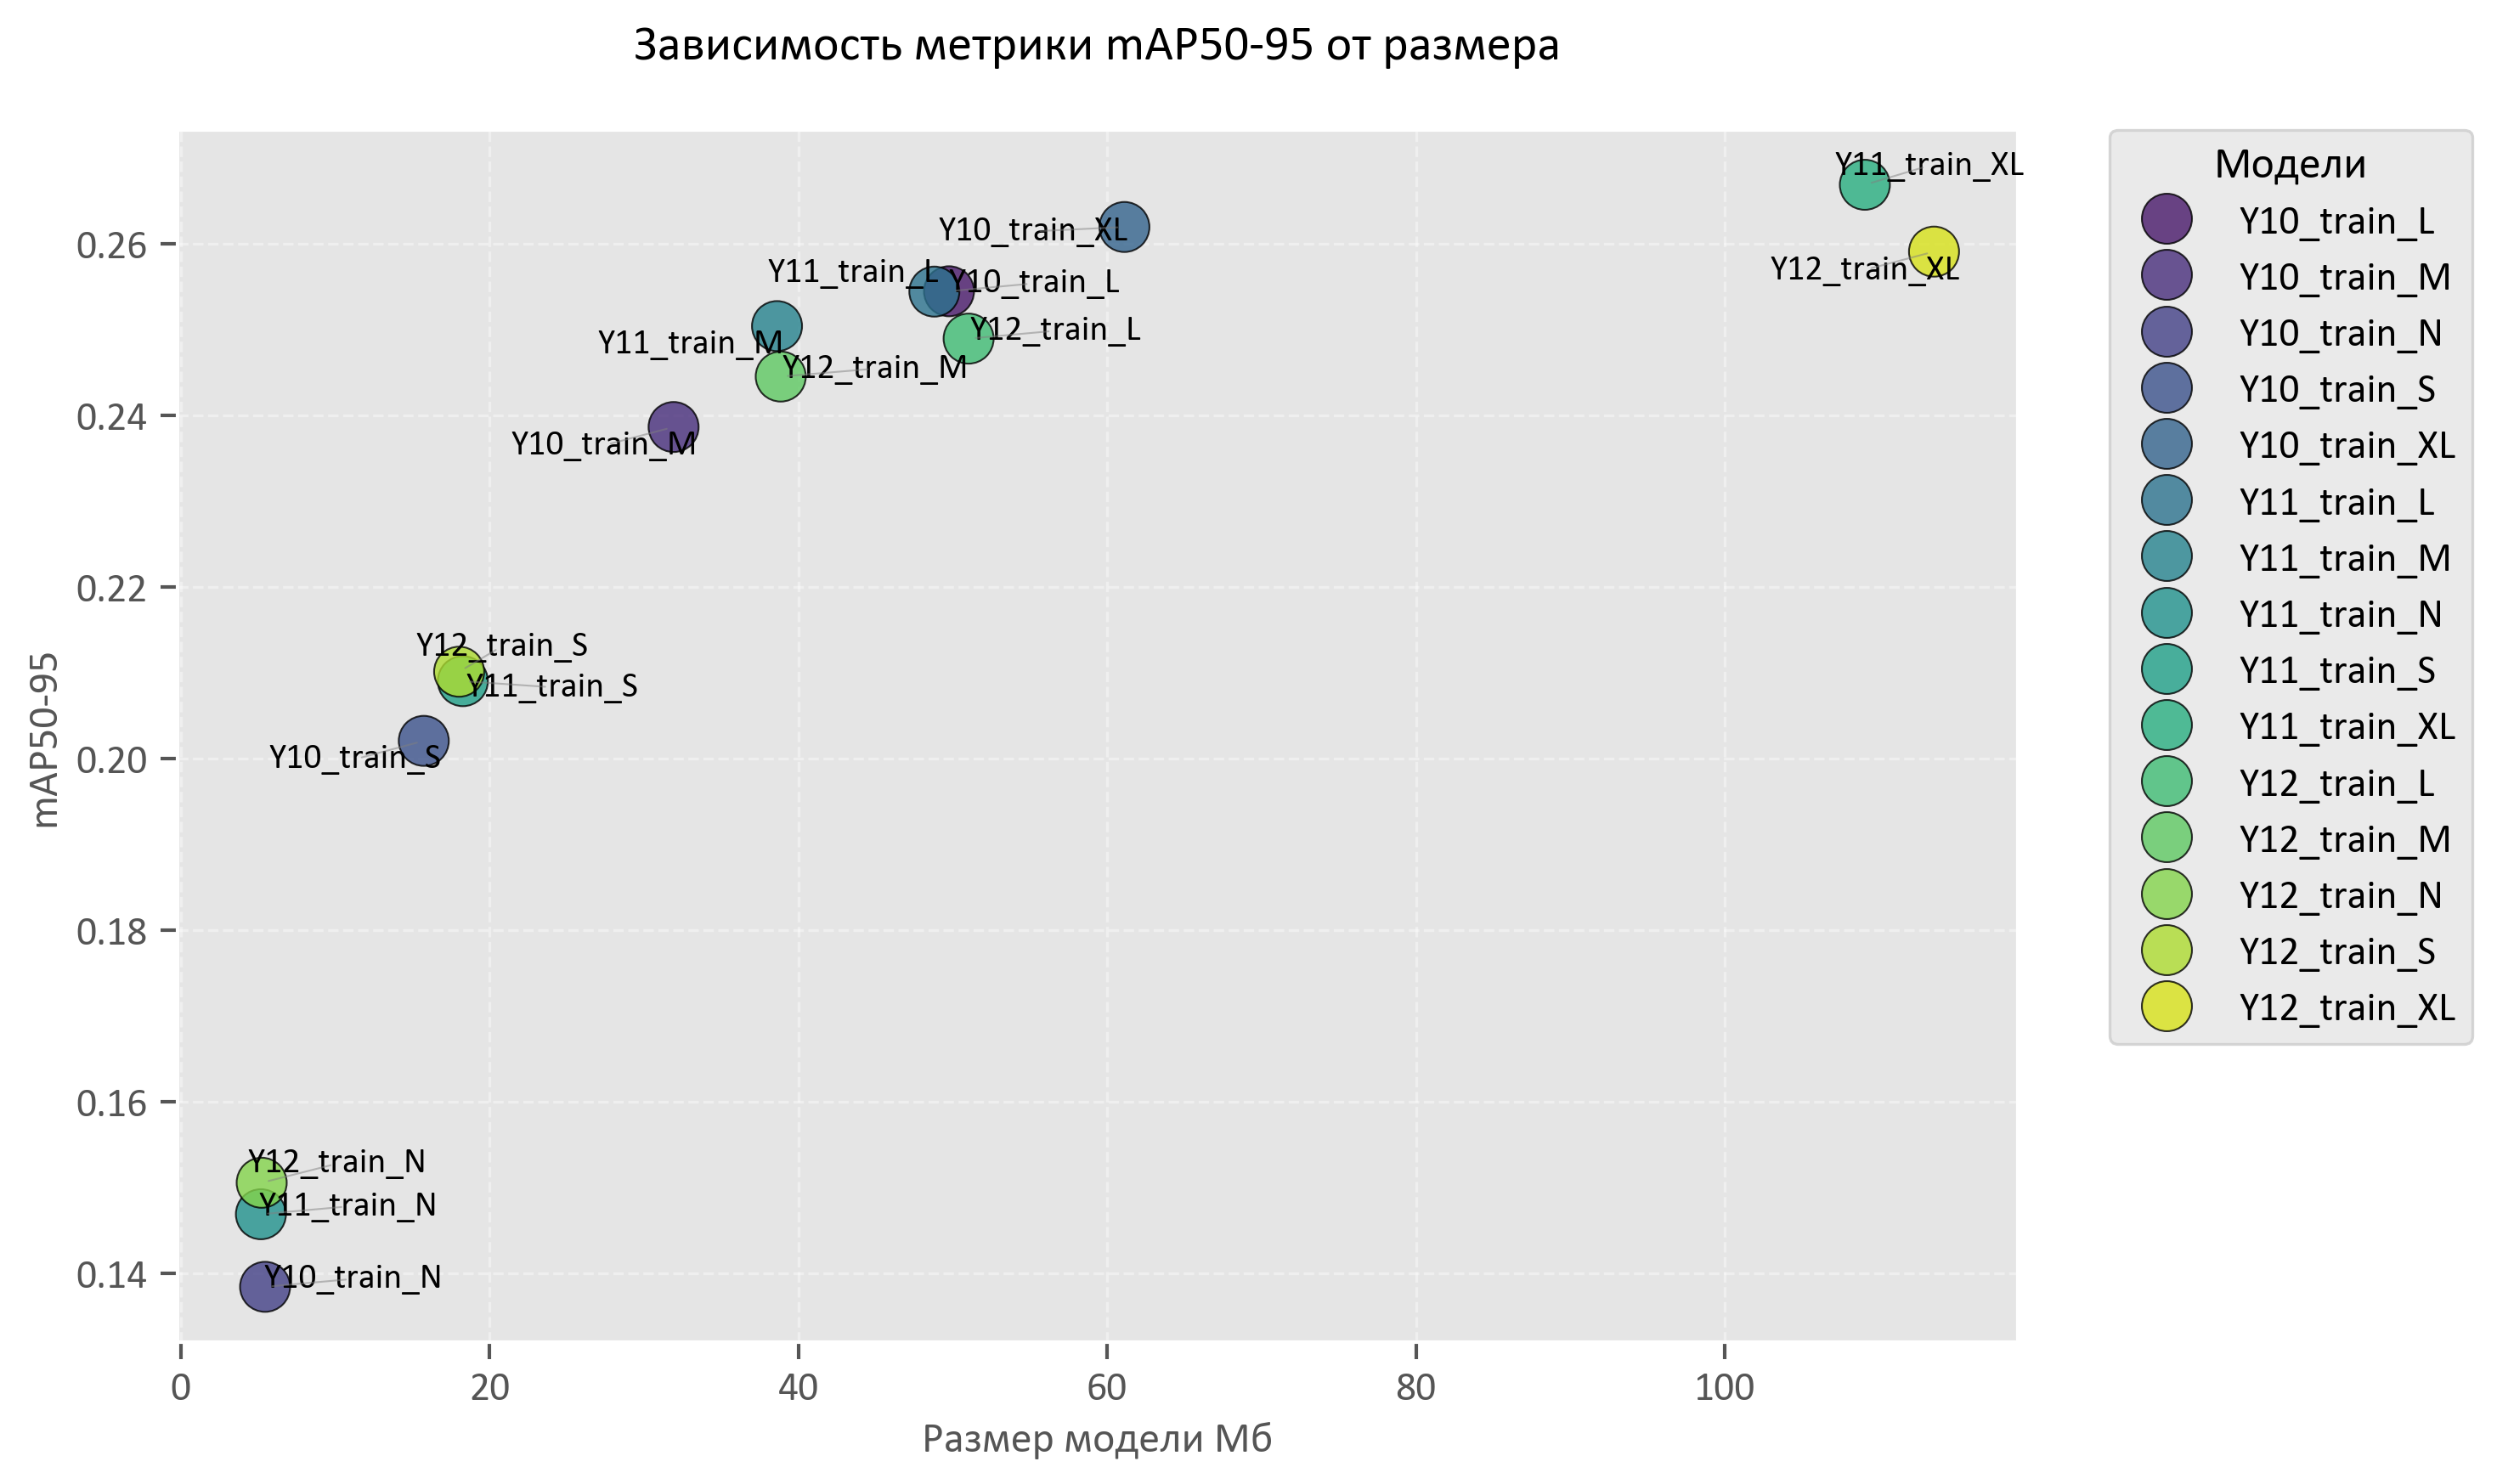 Зависимость метрики mAP50-95 от размера
Y11_train_XL
Y10_train_XL
Y12_train_XL
Y11_train_L
Y10_train_L
Y12_train_L
Y11_train_M
Y12_train_M
Y10_train_M
Y12_train_S
Y11_train_S
Y10_train_S
Y12_train_N
Y11_train_N
Y10_train_N
0.26
0.24
0.22
0.20
0.18
0.16
0.14
mAP50-95
0 20 40 60 80 100
Размер модели Мб
Модели
Y10_train_L
Y10_train_M
Y10_train_N
Y10_train_S
Y10_train_XL
Y11_train_L
Y11_train_M
Y11_train_N
Y11_train_S
Y11_train_XL
Y12_train_L
Y12_train_M
Y12_train_N
Y12_train_S
Y12_train_XL